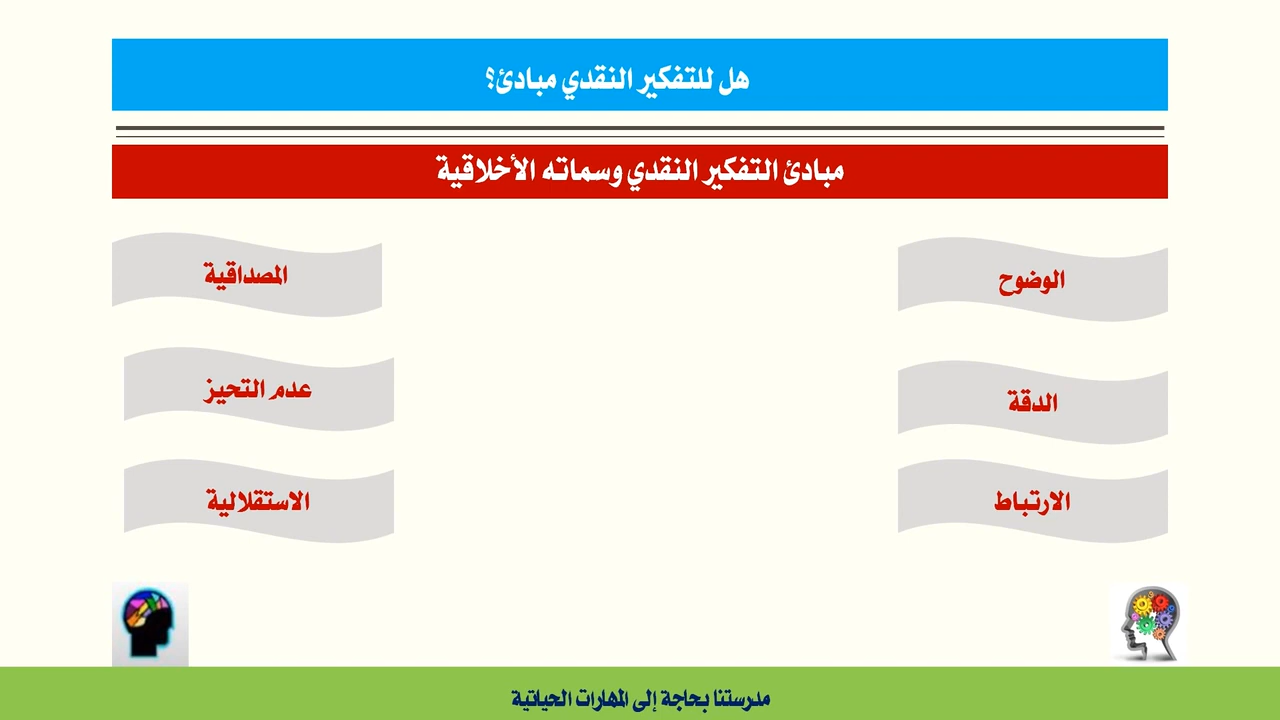 هل للتفكير النقدي مبادئ؟
مبادئ التفكير النقدي وسماته الأخلاقية
الوضوح
المصداقية
الدقة
عدم التحيز
الارتباط
الاستقلالية
مدرستنا بحاجة إلى المهارات الحياتية